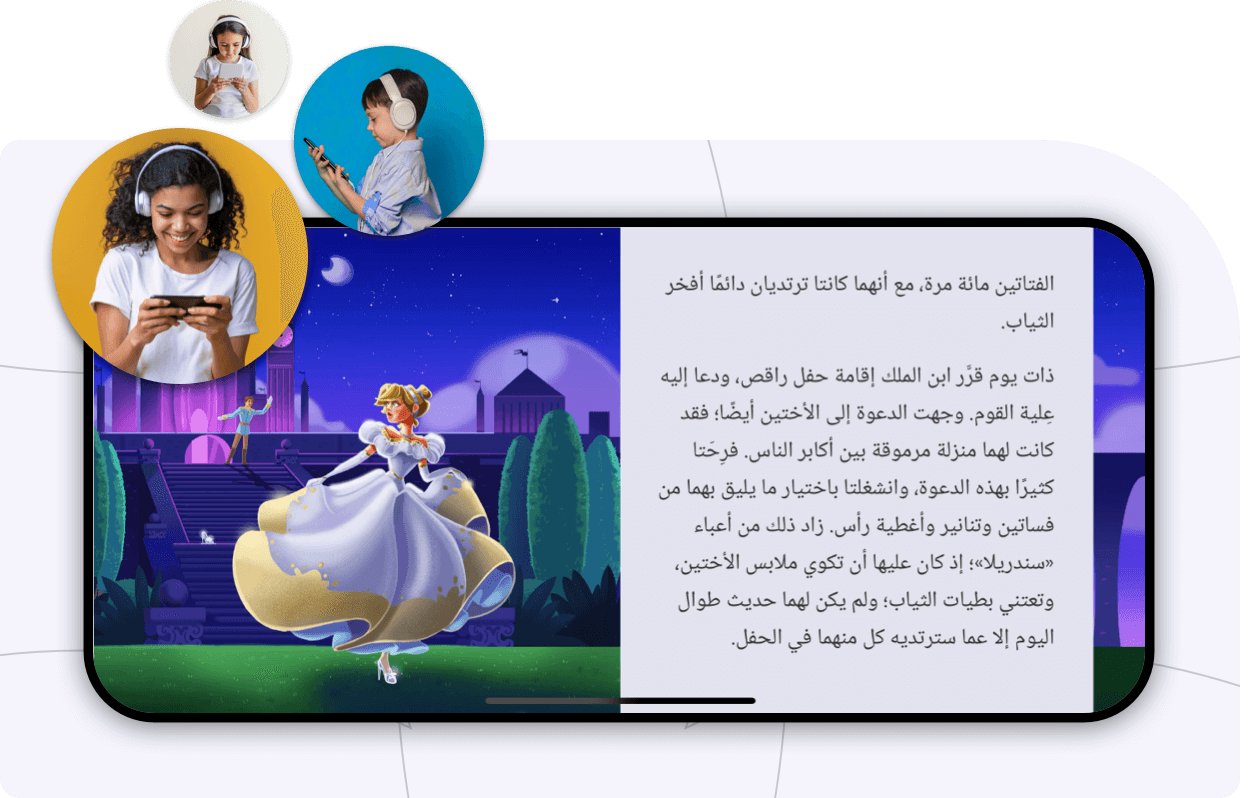 الفتاتين مائة مرة، مع أنهما كانتا ترتديان دائمًا أفخر
الثياب.
ذات يوم قرَّر ابن الملك إقامة حفل راقص، ودعا إليه
عِلية القوم. وجهت الدعوة إلى الأختين أيضًا؛ فقد
كانت لهما منزلة مرموقة بين أكابر الناس. فرِحَتا
كثيرًا بهذه الدعوة، وانشغلتا باختيار ما يليق بهما من
فساتين وتنانير وأغطية رأس. زاد ذلك من أعباء
«سندريلا»؛ إذ كان عليها أن تكوي ملابس الأختين،
وتعتني بطيات الثياب؛ ولم يكن لهما حديث طوال
اليوم إلا عما سترتديه كل منهما في الحفل.